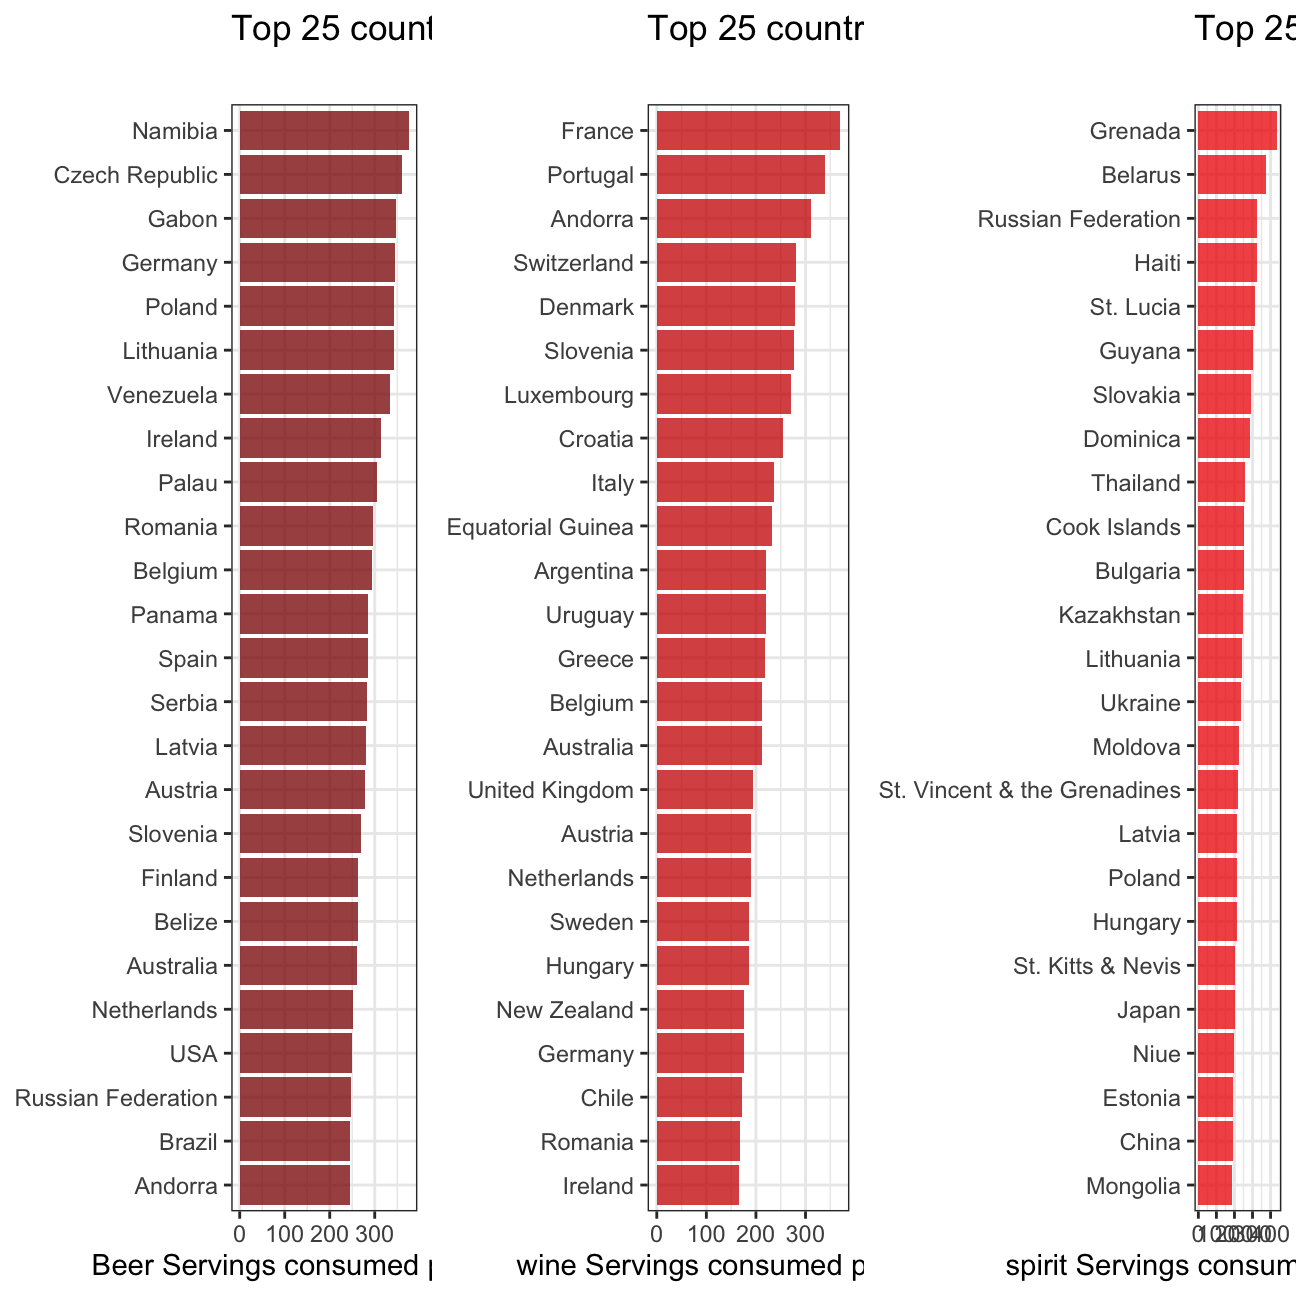 Top 25 count
Namibia
Czech Republic
Gabon
Germany
Poland
Lithuania
Venezuela
Ireland
Palau
Romania
Belgium
Panama
Spain
Serbia
Latvia
Austria
Slovenia
Finland
Belize
Australia
Netherlands
USA
Russian Federation
Brazil
Andorra
0 100 200 300
Beer Servings consumed
Top 25 countr
France
Portugal
Andorra
Switzerland
Denmark
Slovenia
Luxembourg
Croatia
Italy
Equatorial Guinea
Argentina
Uruguay
Greece
Belgium
Australia
United Kingdom
Austria
Netherlands
Sweden
Hungary
New Zealand
Germany
Chile
Romania
Ireland
0 100 200 300
wine Servings consumed p
Top 25
Grenada
Belarus
Russian Federation
Haiti
St. Lucia
Guyana
Slovakia
Dominica
Thailand
Cook Islands
Bulgaria
Kazakhstan
Lithuania
Ukraine
Moldova
St. Vincent & the Grenadines
Latvia
Poland
Hungary
St. Kitts & Nevis
Japan
Niue
Estonia
China
Mongolia
0 100 200 300 400
spirit Servings consum